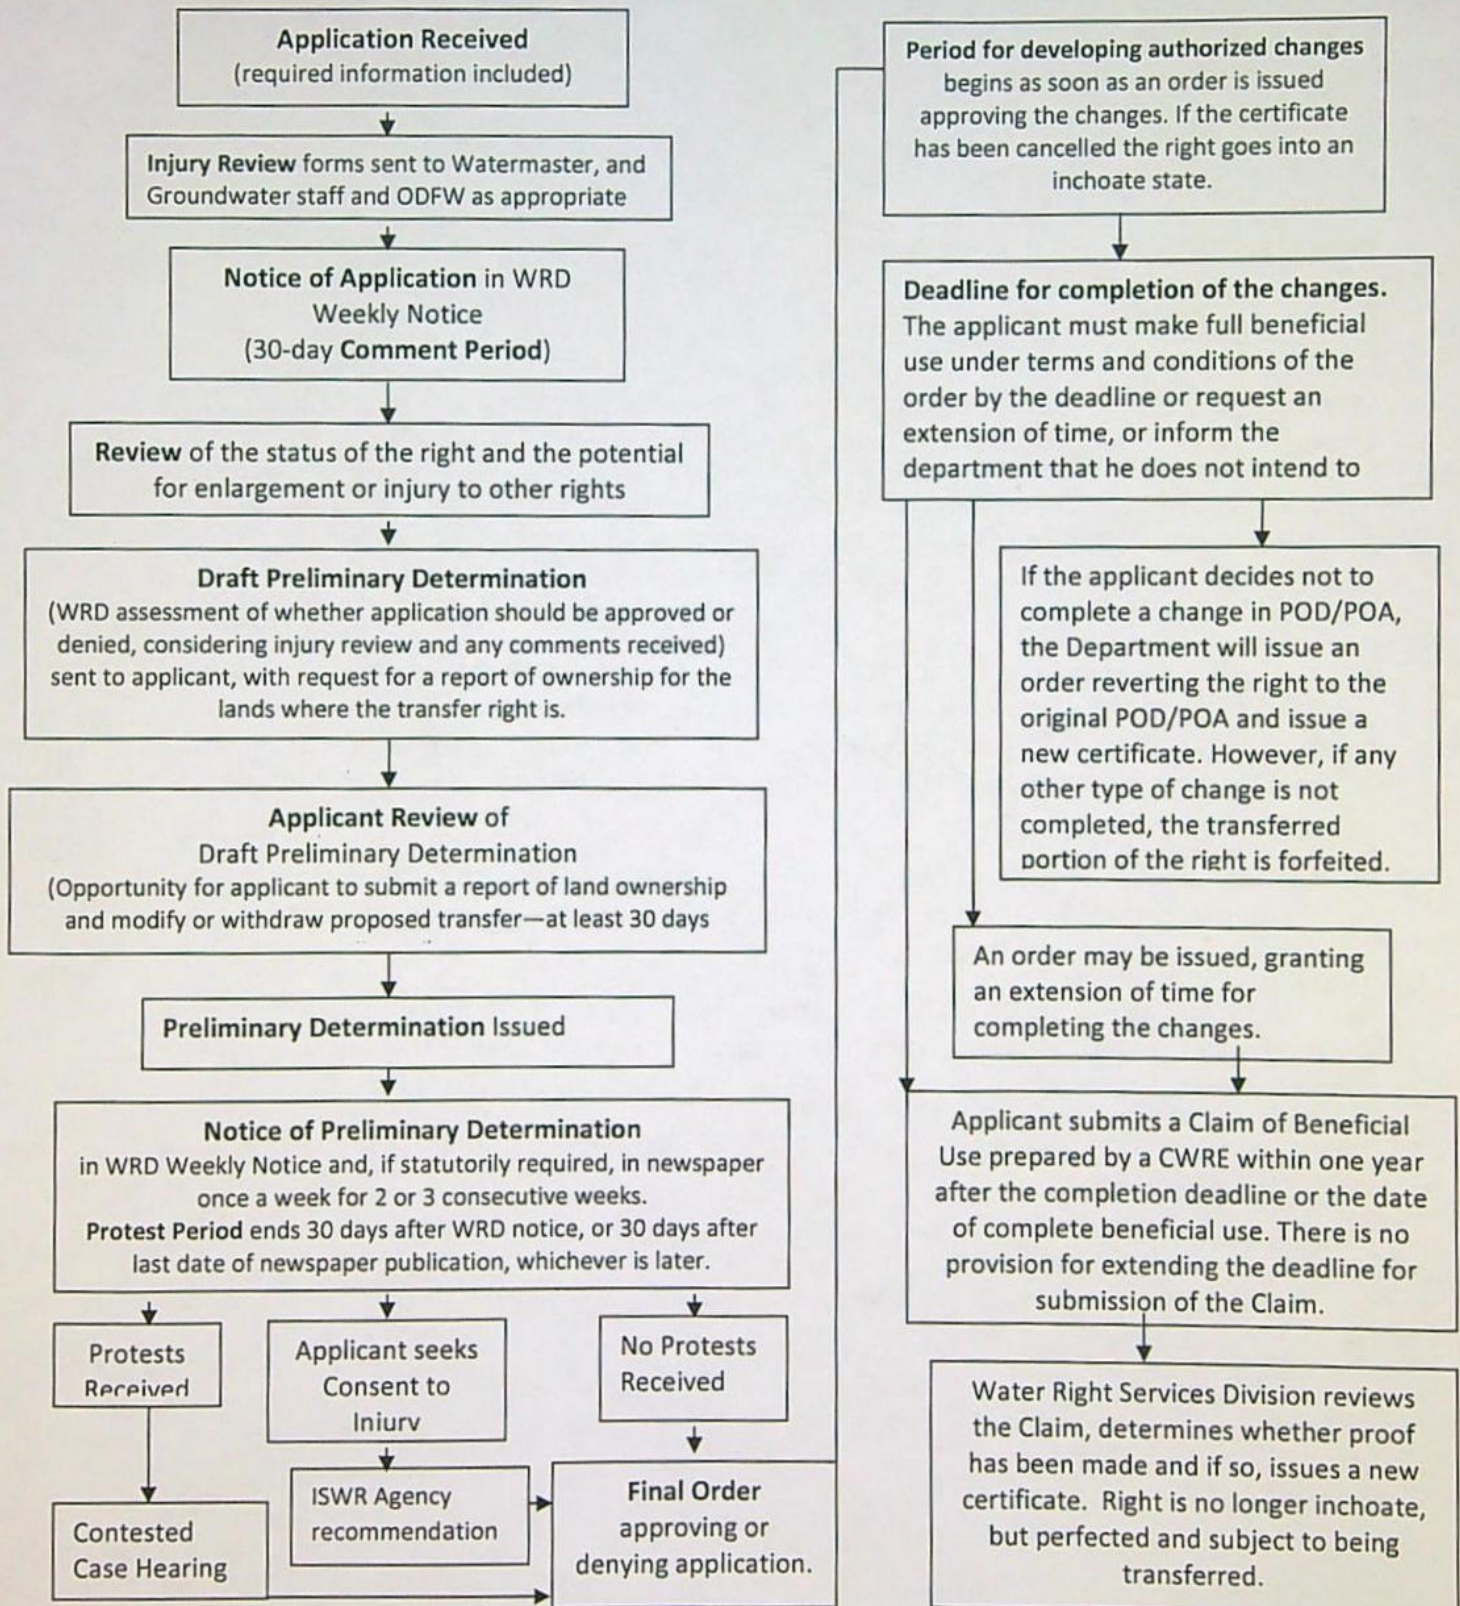 Application Received
(required information included)
Injury Review forms sent to Watermaster, and
Groundwater staff and ODFW as appropriate
Notice of Application in WRD
Weekly Notice
(30-day Comment Period)
Review of the status of the right and the potential
for enlargement or injury to other rights
Draft Preliminary Determination
(WRD assessment of whether application should be approved or
denied, considering injury review and any comments received)
sent to applicant, with request for a report of ownership for the
lands where the transfer right is.
Applicant Review of
Draft Preliminary Determination
(Opportunity for applicant to submit a report of land ownership
and modify or withdraw proposed transfer—at least 30 days
Preliminary Determination Issued
Notice of Preliminary Determination
in WRD Weekly Notice and, if statutorily required, in newspaper
once a week for 2 or 3 consecutive weeks.
Protest Period ends 30 days after WRD notice, or 30 days after
last date of newspaper publication, whichever is later.
Protests
Received
Contested
Case Hearing
Applicant seeks
Consent to
Injury
ISWR Agency
recommendation
No Protests
Received
Final Order
approving or
denying application.
Period for developing authorized changes
begins as soon as an order is issued
approving the changes. If the certificate
has been cancelled the right goes into an
inchoate state.
Deadline for completion of the changes.
The applicant must make full beneficial
use under terms and conditions of the
order by the deadline or request an
extension of time, or inform the
department that he does not intend to
If the applicant decides not to
complete a change in POD/POA,
the Department will issue an
order reverting the right to the
original POD/POA and issue a
new certificate. However, if any
other type of change is not
completed, the transferred
portion of the right is forfeited.
An order may be issued, granting
an extension of time for
completing the changes.
Applicant submits a Claim of Beneficial
Use prepared by a CWRE within one year
after the completion deadline or the date
of complete beneficial use. There is no
provision for extending the deadline for
submission of the Claim.
Water Right Services Division reviews
the Claim, determines whether proof
has been made and if so, issues a new
certificate. Right is no longer inchoate,
but perfected and subject to being
transferred.